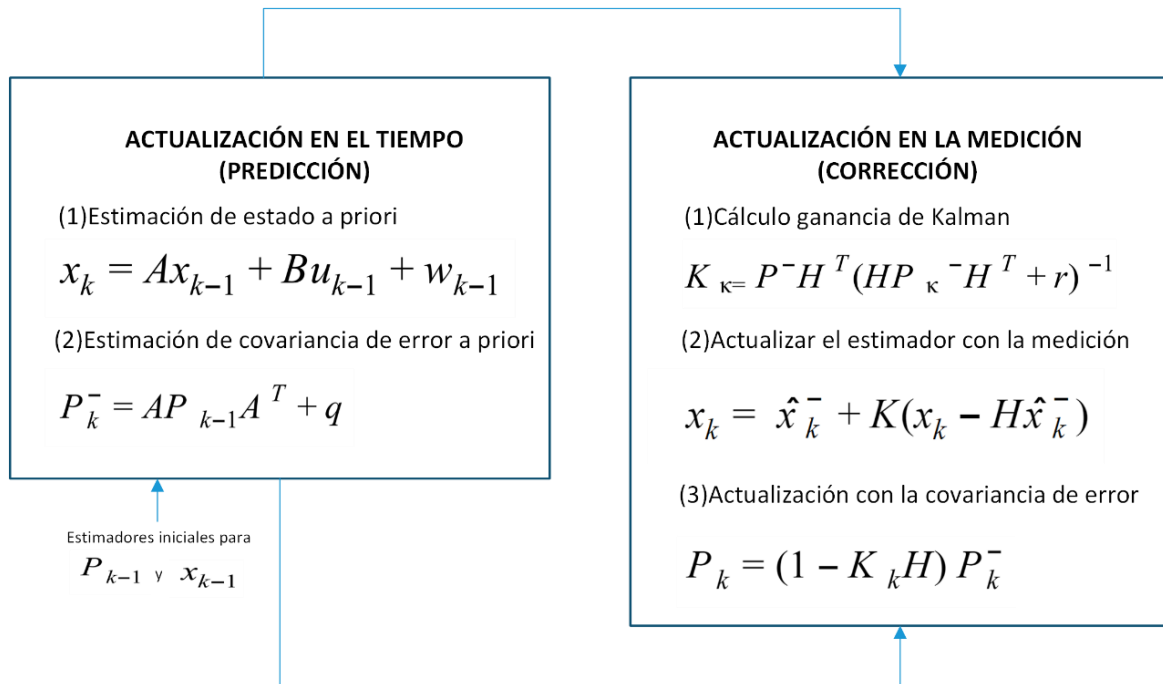 ACTUALIZACIÓN EN EL TIEMPO
(PREDICCIÓN)
(1)Estimación de estado a priori
x_k = Ax_{k−1} + Bu_{k−1} + w_{k−1}
(2)Estimación de covariancia de error a priori
P_k^- = AP_{k−1}A^T + q
Estimadores iniciales para
P_{k−1} y x_{k−1}
ACTUALIZACIÓN EN LA MEDICIÓN
(CORRECCIÓN)
(1)Cálculo ganancia de Kalman
K_{κ=} P^- H^T (HP_κ^- H^T + r)^{−1}
(2)Actualizar el estimador con la medición
x_k = x̂_k^- + K(x_k − Hx̂_k^-)
(3)Actualización con la covariancia de error
P_k = (1 − K_k H) P_k^-